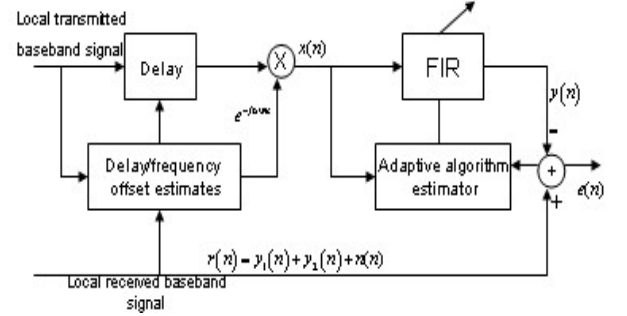 Local transmitted
baseband signal
Delay
X
x(n)
FIR
y(n)
-
Delay/frequency
offset estimates
Adaptive algorithm
estimator
+
e(n)
+
r(n) = y₁(n) + y₂(n) + n(n)
Local received baseband
signal